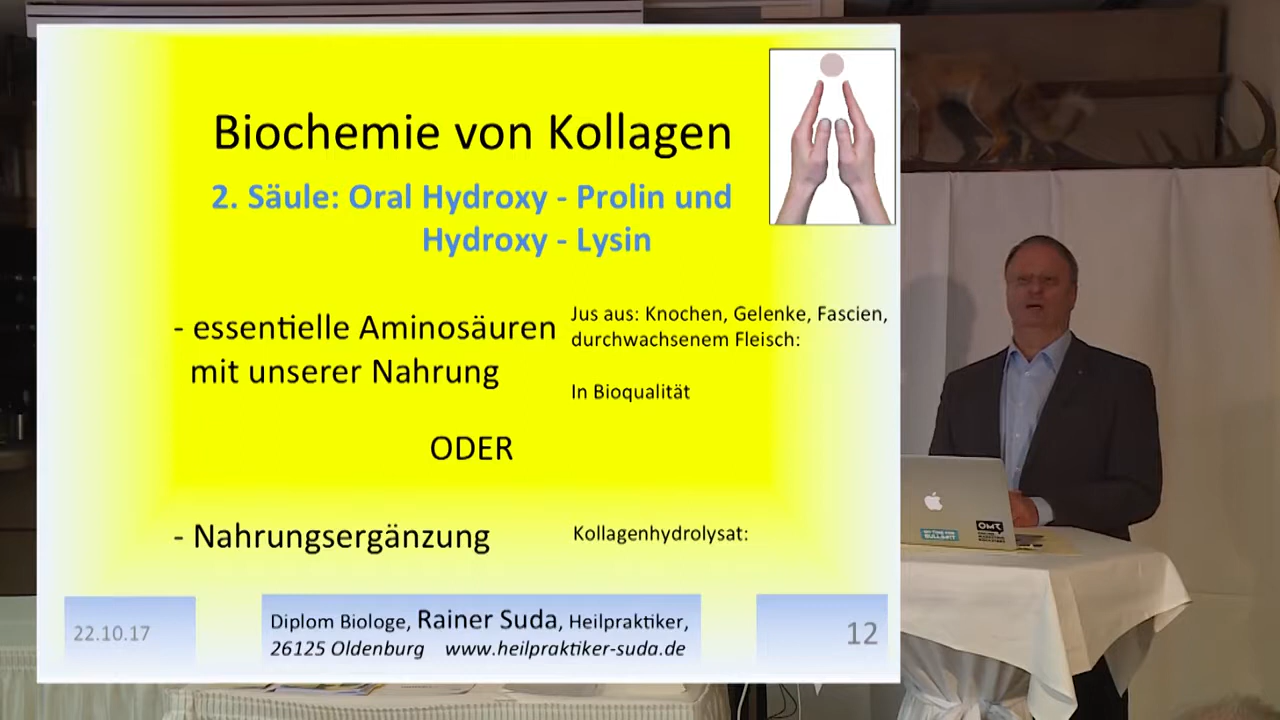 Biochemie von Kollagen
2. Säule: Oral Hydroxy - Prolin und
Hydroxy - Lysin
- essentielle Aminosäuren
mit unserer Nahrung
Jus aus: Knochen, Gelenke, Fascien,
durchwachsenem Fleisch:
In Bioqualität
ODER
- Nahrungsergänzung
Kollagenhydrolysat:
22.10.17
Diplom Biologe, Rainer Suda, Heilpraktiker,
26125 Oldenburg www.heilpraktiker-suda.de
12
OMR